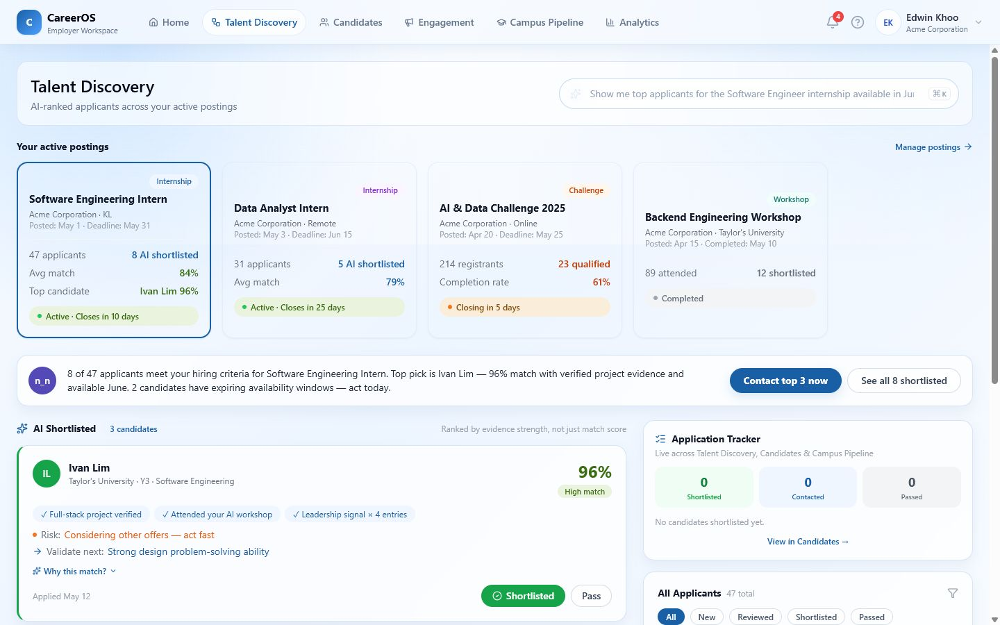 C
CareerOS
Employer Workspace
Home
Talent Discovery
Candidates
Engagement
Campus Pipeline
Analytics
4
EK
Edwin Khoo
Acme Corporation
Talent Discovery
AI-ranked applicants across your active postings
Show me top applicants for the Software Engineer internship available in Ju
⌘K
Your active postings
Manage postings →
Internship
Software Engineering Intern
Acme Corporation · KL
Posted: May 1 · Deadline: May 31
47 applicants 8 AI shortlisted
Avg match 84%
Top candidate Ivan Lim 96%
Active · Closes in 10 days
Internship
Data Analyst Intern
Acme Corporation · Remote
Posted: May 3 · Deadline: Jun 15
31 applicants 5 AI shortlisted
Avg match 79%
Active · Closes in 25 days
Challenge
AI & Data Challenge 2025
Acme Corporation · Online
Posted: Apr 20 · Deadline: May 25
214 registrants 23 qualified
Completion rate 61%
Closing in 5 days
Workshop
Backend Engineering Workshop
Acme Corporation · Taylor's University
Posted: Apr 15 · Completed: May 10
89 attended 12 shortlisted
Completed
n_n
8 of 47 applicants meet your hiring criteria for Software Engineering Intern. Top pick is Ivan Lim — 96% match with verified project evidence and
available June. 2 candidates have expiring availability windows — act today.
Contact top 3 now
See all 8 shortlisted
AI Shortlisted 3 candidates
Ranked by evidence strength, not just match score
IL
Ivan Lim
Taylor's University · Y3 · Software Engineering
96%
High match
✓ Full-stack project verified
✓ Attended your AI workshop
✓ Leadership signal × 4 entries
Risk: Considering other offers — act fast
→ Validate next: Strong design problem-solving ability
Why this match?
Applied May 12
Shortlisted
Pass
Application Tracker
Live across Talent Discovery, Candidates & Campus Pipeline
0
Shortlisted
0
Contacted
0
Passed
No candidates shortlisted yet.
View in Candidates →
All Applicants 47 total
All
New
Reviewed
Shortlisted
Passed